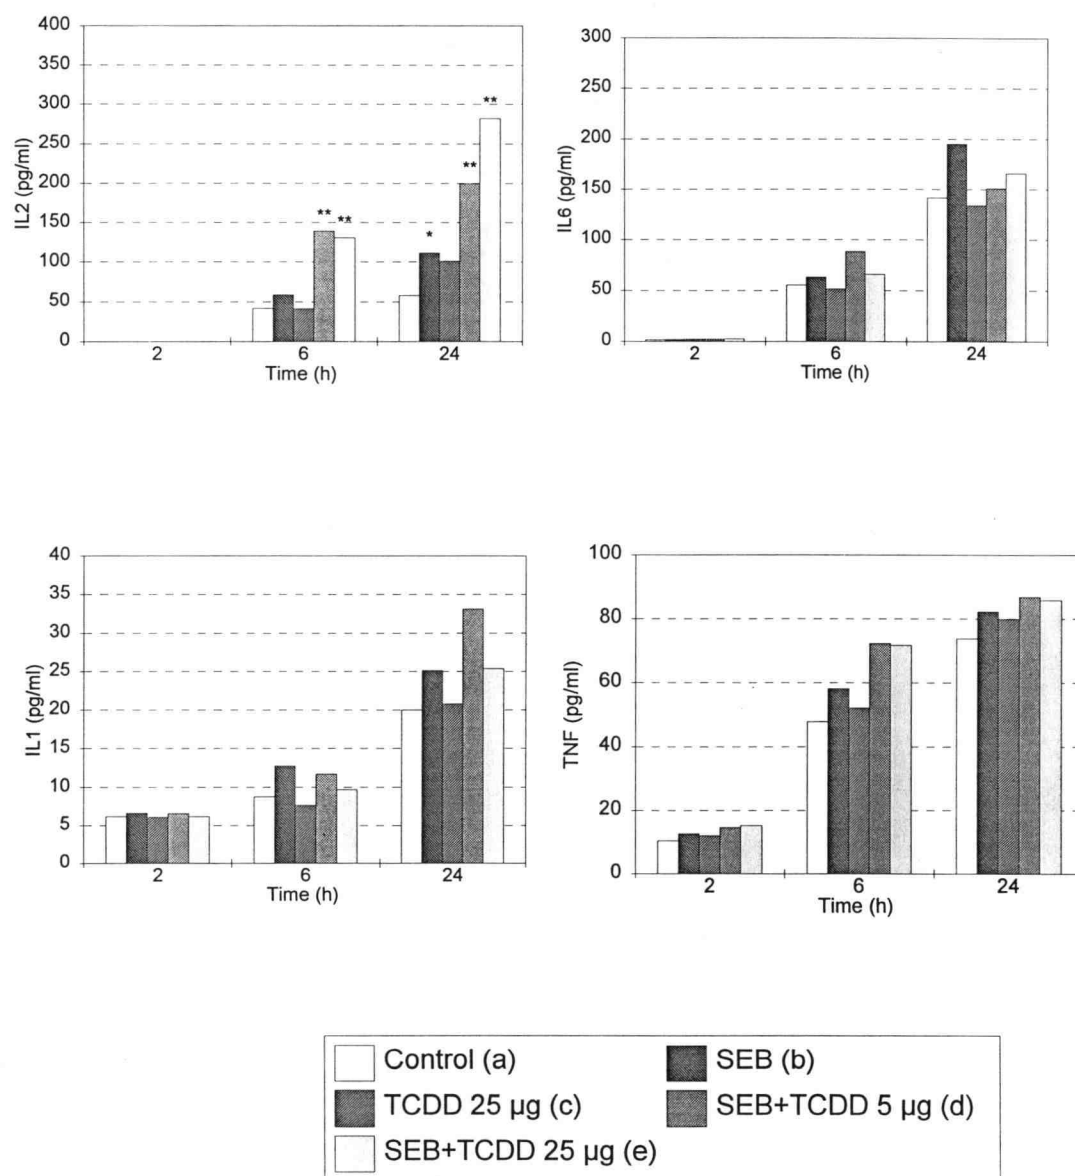 400
350
300
250
200
150
100
50
0
IL2 (pg/ml)
** ** * ** **
2 6 24
Time (h)
300
250
200
150
100
50
0
IL6 (pg/ml)
2 6 24
Time (h)
40
35
30
25
20
15
10
5
0
IL1 (pg/ml)
2 6 24
Time (h)
100
80
60
40
20
0
TNF (pg/ml)
2 6 24
Time (h)
Control (a) SEB (b)
TCDD 25 µg (c) SEB+TCDD 5 µg (d)
SEB+TCDD 25 µg (e)